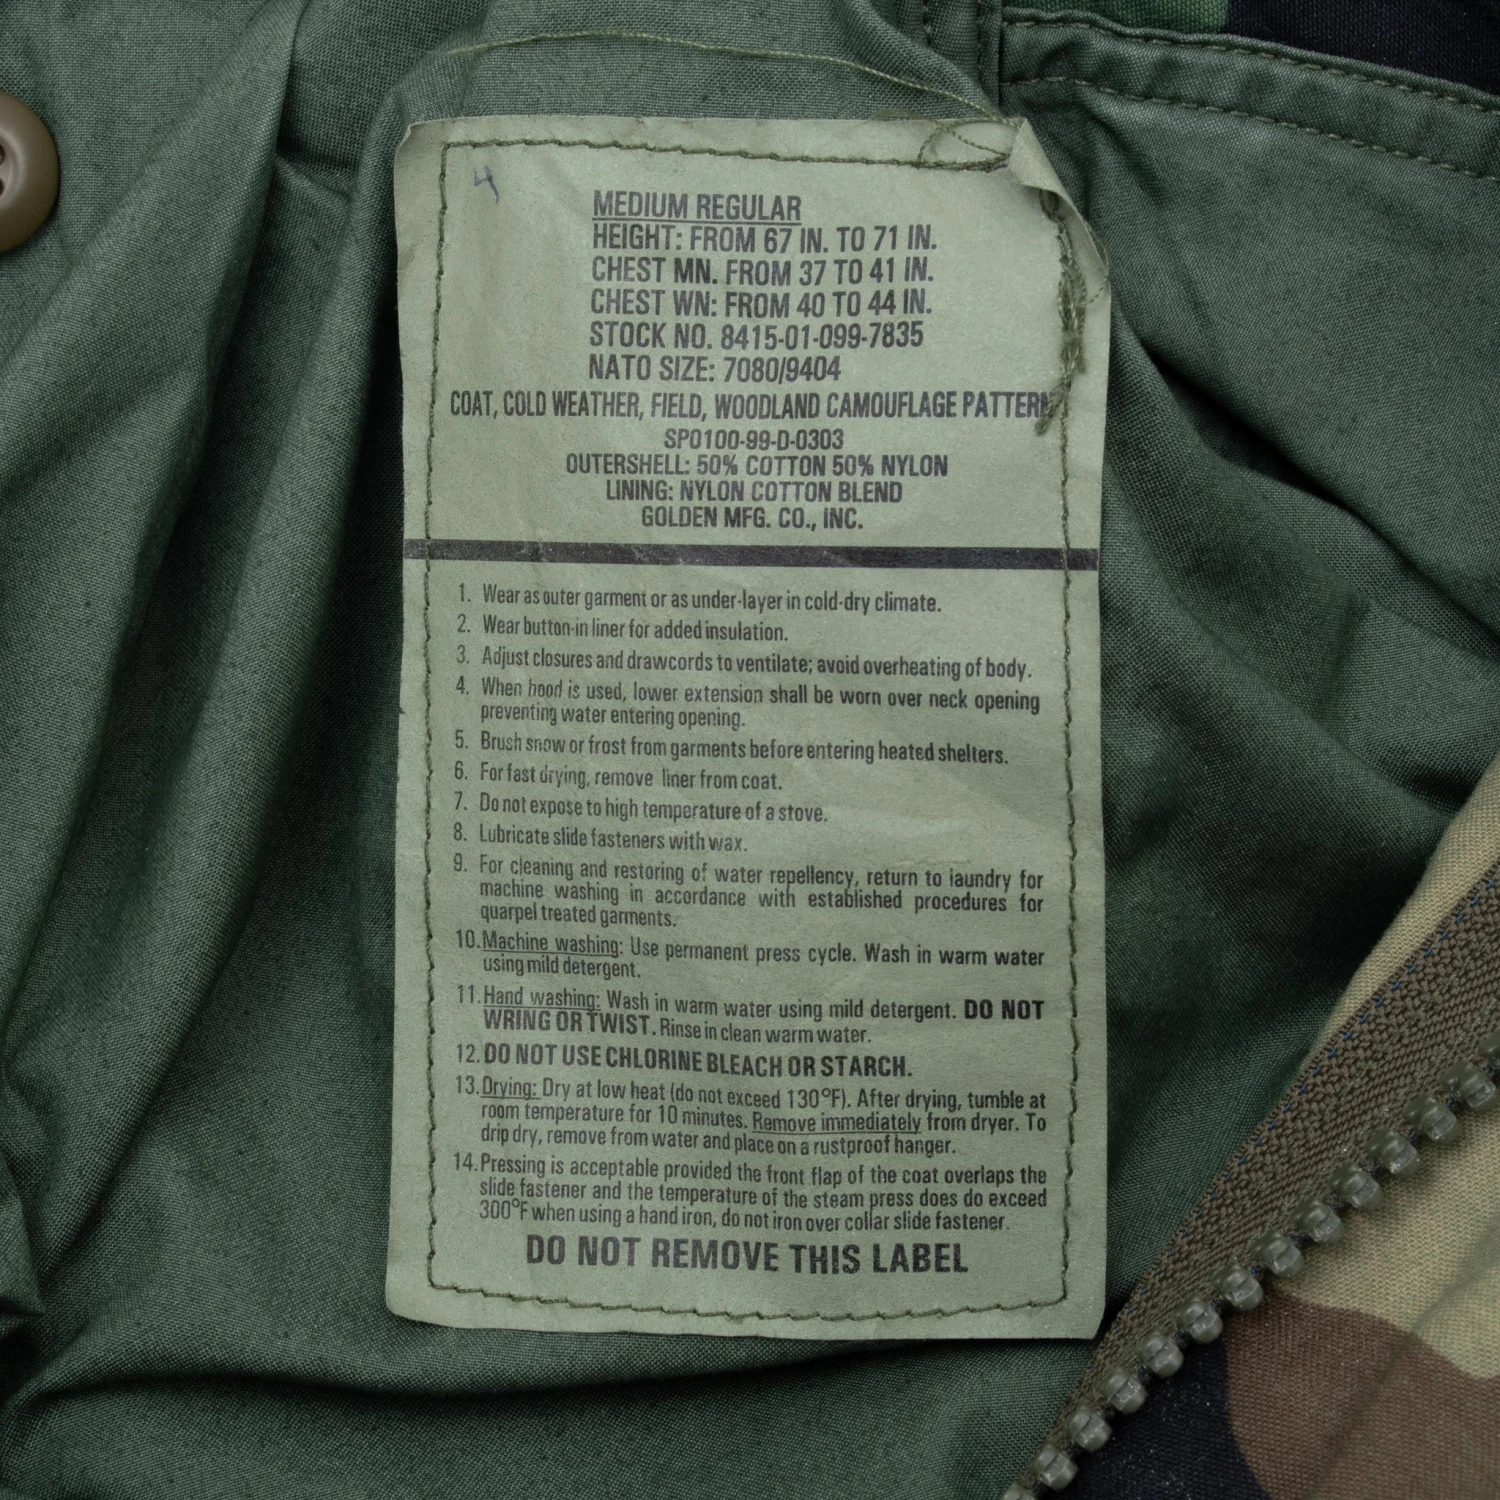 4
MEDIUM REGULAR
HEIGHT: FROM 67 IN. TO 71 IN.
CHEST MN. FROM 37 TO 41 IN.
CHEST WN: FROM 40 TO 44 IN.
STOCK NO. 8415-01-099-7835
NATO SIZE: 7080/9404
COAT, COLD WEATHER, FIELD, WOODLAND CAMOUFLAGE PATTERN
SP0100-99-D-0303
OUTERSHELL: 50% COTTON 50% NYLON
LINING: NYLON COTTON BLEND
GOLDEN MFG. CO., INC.
1. Wear as outer garment or as under-layer in cold-dry climate.
2. Wear button-in liner for added insulation.
3. Adjust closures and drawcords to ventilate; avoid overheating of body.
4. When hood is used, lower extension shall be worn over neck opening
preventing water entering opening.
5. Brush snow or frost from garments before entering heated shelters.
6. For fast drying, remove liner from coat.
7. Do not expose to high temperature of a stove.
8. Lubricate slide fasteners with wax.
9. For cleaning and restoring of water repellency, return to laundry for
machine washing in accordance with established procedures for
quarpel treated garments.
10. Machine washing: Use permanent press cycle. Wash in warm water
using mild detergent.
11. Hand washing: Wash in warm water using mild detergent. DO NOT
WRING OR TWIST. Rinse in clean warm water.
12. DO NOT USE CHLORINE BLEACH OR STARCH.
13. Drying: Dry at low heat (do not exceed 130°F). After drying, tumble at
room temperature for 10 minutes. Remove immediately from dryer. To
drip dry, remove from water and place on a rustproof hanger.
14. Pressing is acceptable provided the front flap of the coat overlaps the
slide fastener and the temperature of the steam press does do exceed
300°F when using a hand iron, do not iron over collar slide fastener.
DO NOT REMOVE THIS LABEL